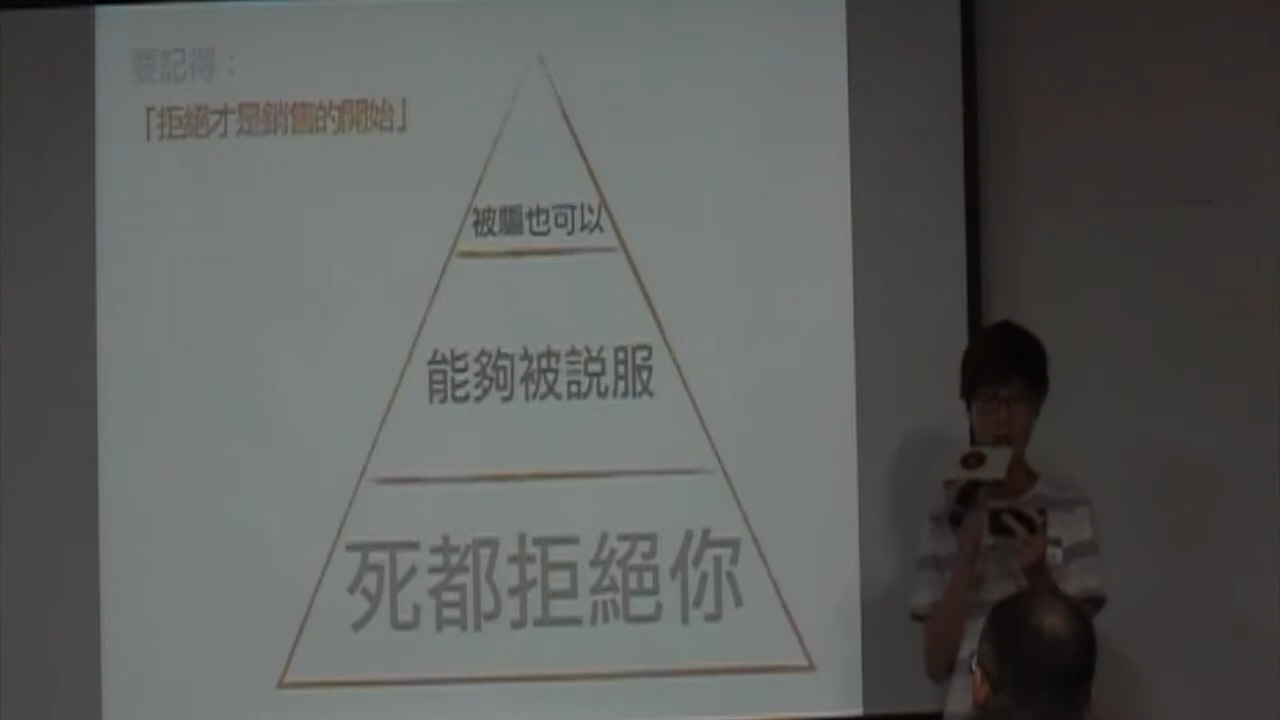 要記得：
「拒絕才是銷售的開始」
被騙也可以
能夠被説服
死都拒絕你